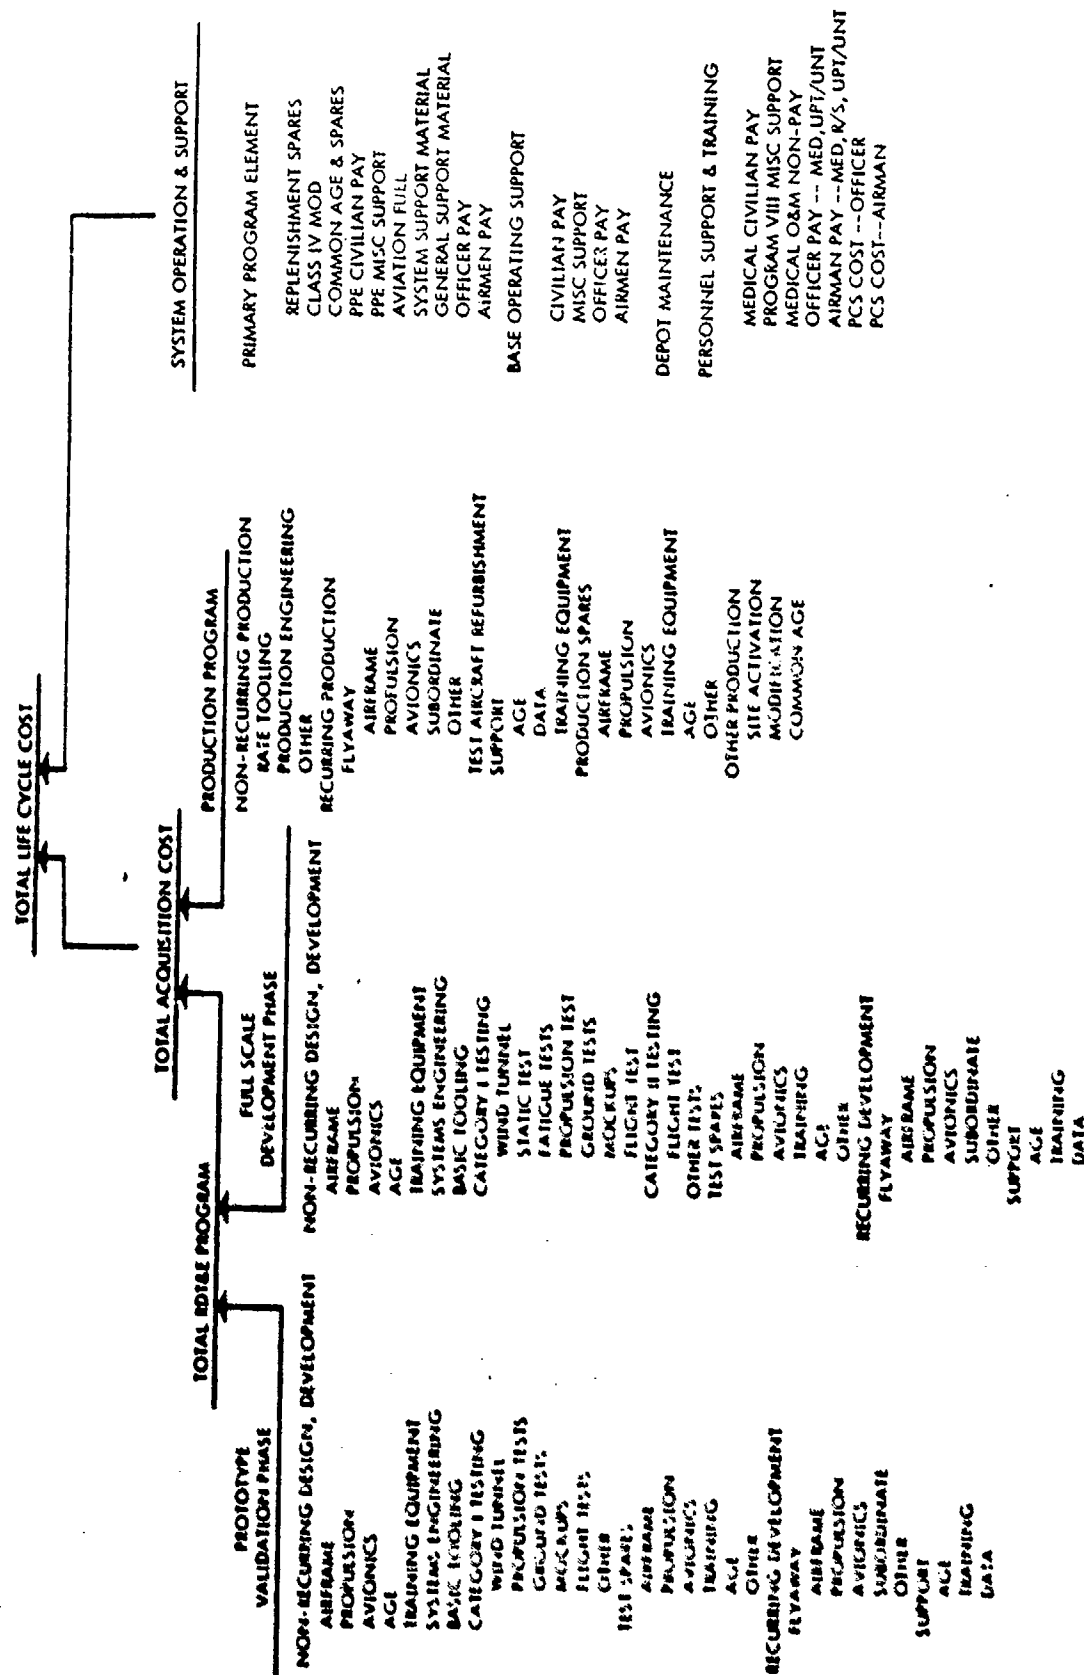 TOTAL LIFE CYCLE COST
TOTAL ACQUISITION COST
TOTAL RDT&E PROGRAM
PROTOTYPE
VALIDATION PHASE
NON-RECURRING DESIGN, DEVELOPMENT
AIRFRAME
PROPULSION
AVIONICS
AGE
TRAINING EQUIPMENT
SYSTEMS ENGINEERING
BASIC TOOLING
CATEGORY I TESTING
WIND TUNNEL
PROPULSION TESTS
GROUND TESTS
MOCKUPS
FLIGHT TESTS
OTHER
TEST SPARES
AIRFRAME
PROPULSION
AVIONICS
TRAINING
AGE
OTHER
RECURRING DEVELOPMENT
FLYAWAY
AIRFRAME
PROPULSION
AVIONICS
SUBORDINATE
OTHER
SUPPORT
AGE
TRAINING
DATA
FULL SCALE
DEVELOPMENT PHASE
NON-RECURRING DESIGN, DEVELOPMENT
AIRFRAME
PROPULSION
AVIONICS
AGE
TRAINING EQUIPMENT
SYSTEMS ENGINEERING
BASIC TOOLING
CATEGORY I TESTING
WIND TUNNEL
STATIC TEST
FATIGUE TESTS
PROPULSION TEST
GROUND TESTS
MOCKUPS
FLIGHT TEST
CATEGORY II TESTING
FLIGHT TEST
OTHER TESTS
TEST SPARES
AIRFRAME
PROPULSION
AVIONICS
TRAINING
AGE
OTHER
RECURRING DEVELOPMENT
FLYAWAY
AIRFRAME
PROPULSION
AVIONICS
SUBORDINATE
OTHER
SUPPORT
AGE
TRAINING
DATA
PRODUCTION PROGRAM
NON-RECURRING PRODUCTION
RATE TOOLING
PRODUCTION ENGINEERING
OTHER
RECURRING PRODUCTION
FLYAWAY
AIRFRAME
PROFULSION
AVIONICS
SUBORDINATE
OTHER
TEST AIRCRAFT REFURBISHMENT
SUPPORT
AGE
DATA
TRAINING EQUIPMENT
PRODUCTION SPARES
AIRFRAME
PROPULSION
AVIONICS
TRAINING EQUIPMENT
AGE
OTHER
OTHER PRODUCTION
SITE ACTIVATION
MODIFICATION
COMMON AGE
SYSTEM OPERATION & SUPPORT
PRIMARY PROGRAM ELEMENT
REPLENISHMENT SPARES
CLASS IV MOD
COMMON AGE & SPARES
PPE CIVILIAN PAY
PPE MISC SUPPORT
AVIATION FULL
SYSTEM SUPPORT MATERIAL
GENERAL SUPPORT MATERIAL
OFFICER PAY
AIRMEN PAY
BASE OPERATING SUPPORT
CIVILIAN PAY
MISC SUPPORT
OFFICER PAY
AIRMEN PAY
DEPOT MAINTENANCE
PERSONNEL SUPPORT & TRAINING
MEDICAL CIVILIAN PAY
PROGRAM VIII MISC SUPPORT
MEDICAL O&M NON-PAY
OFFICER PAY --- MED, UPT/UNT
AIRMAN PAY --MED, R/S, UPT/UNT
PCS COST --OFFICER
PCS COST--AIRMAN